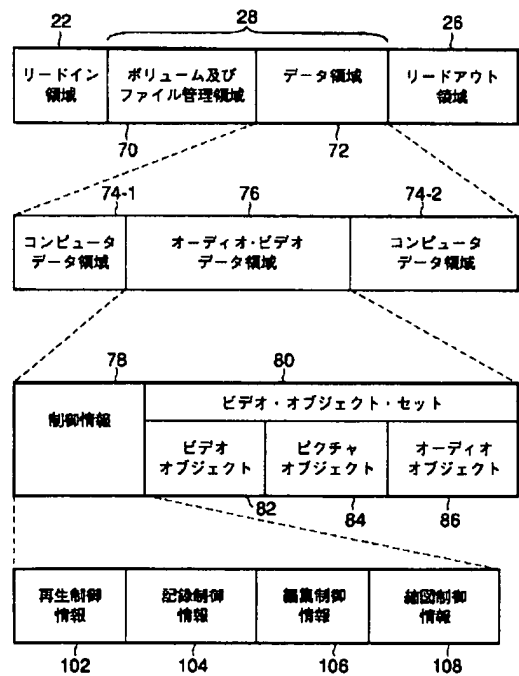 22
28
26
リードイン
領域
ボリューム及び
ファイル管理領域
データ領域
リードアウト
領域
70
72
74-1
76
74-2
コンピュータ
データ領域
オーディオ・ビデオ
データ領域
コンピュータ
データ領域
78
80
制御情報
ビデオ・オブジェクト・セット
ビデオ
オブジェクト
ピクチャ
オブジェクト
オーディオ
オブジェクト
82
84
86
再生制御
情報
記録制御
情報
編集制御
情報
縮図制御
情報
102
104
106
108